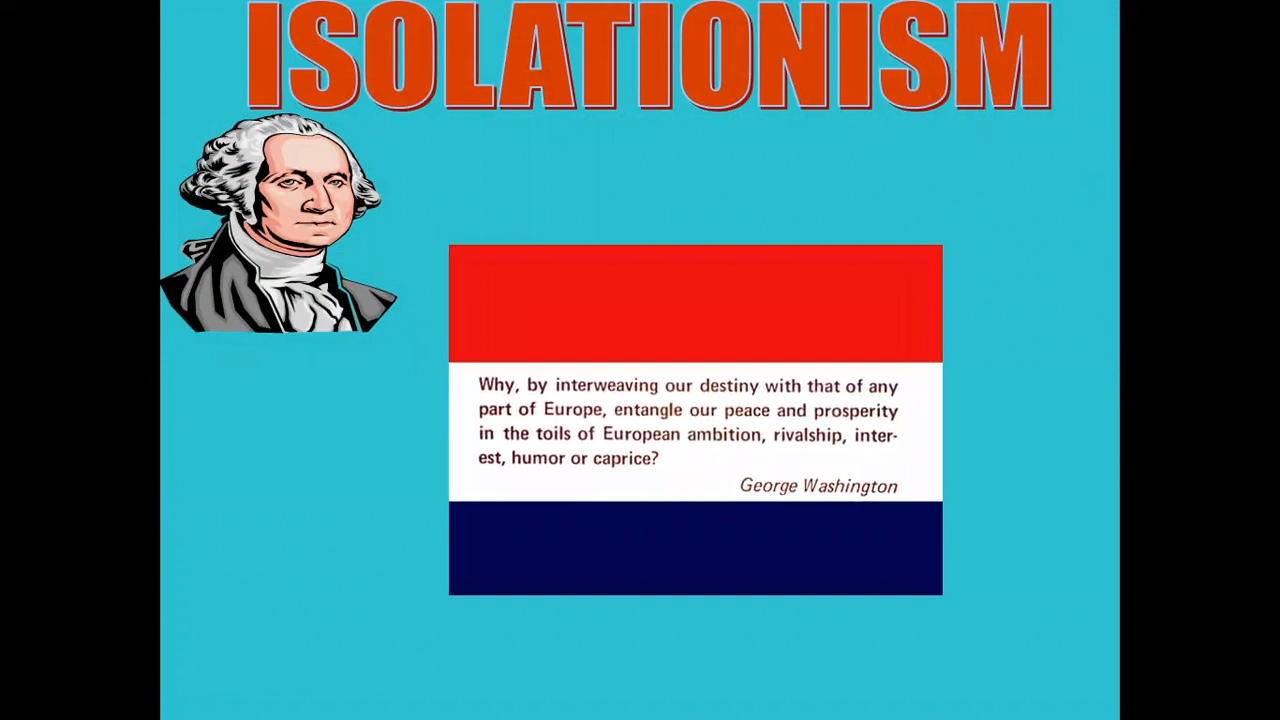 ISOLATIONISM
Why, by interweaving our destiny with that of any
part of Europe, entangle our peace and prosperity
in the toils of European ambition, rivalship, inter-
est, humor or caprice?
George Washington